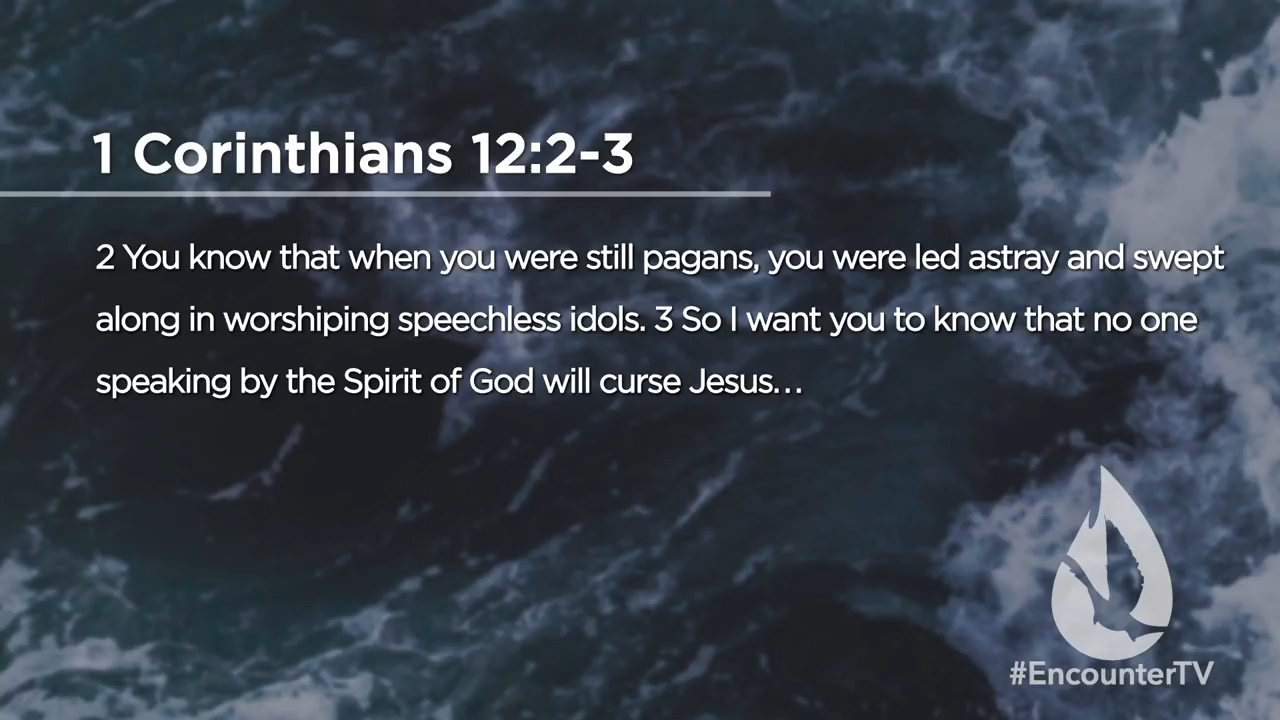 1 Corinthians 12:2-3
2 You know that when you were still pagans, you were led astray and swept
along in worshiping speechless idols. 3 So I want you to know that no one
speaking by the Spirit of God will curse Jesus...
#EncounterTV